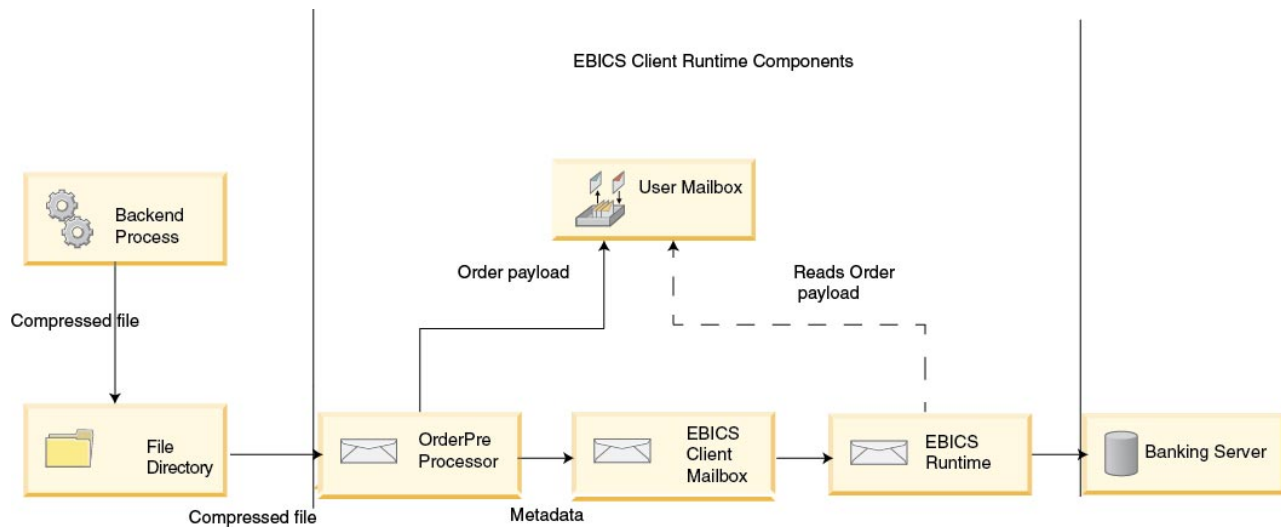 EBICS Client Runtime Components
User Mailbox
Backend
Process
Order payload
Reads Order
payload
Compressed file
File
Directory
OrderPre
Processor
EBICS
Client
Mailbox
EBICS
Runtime
Banking Server
Compressed file
Metadata